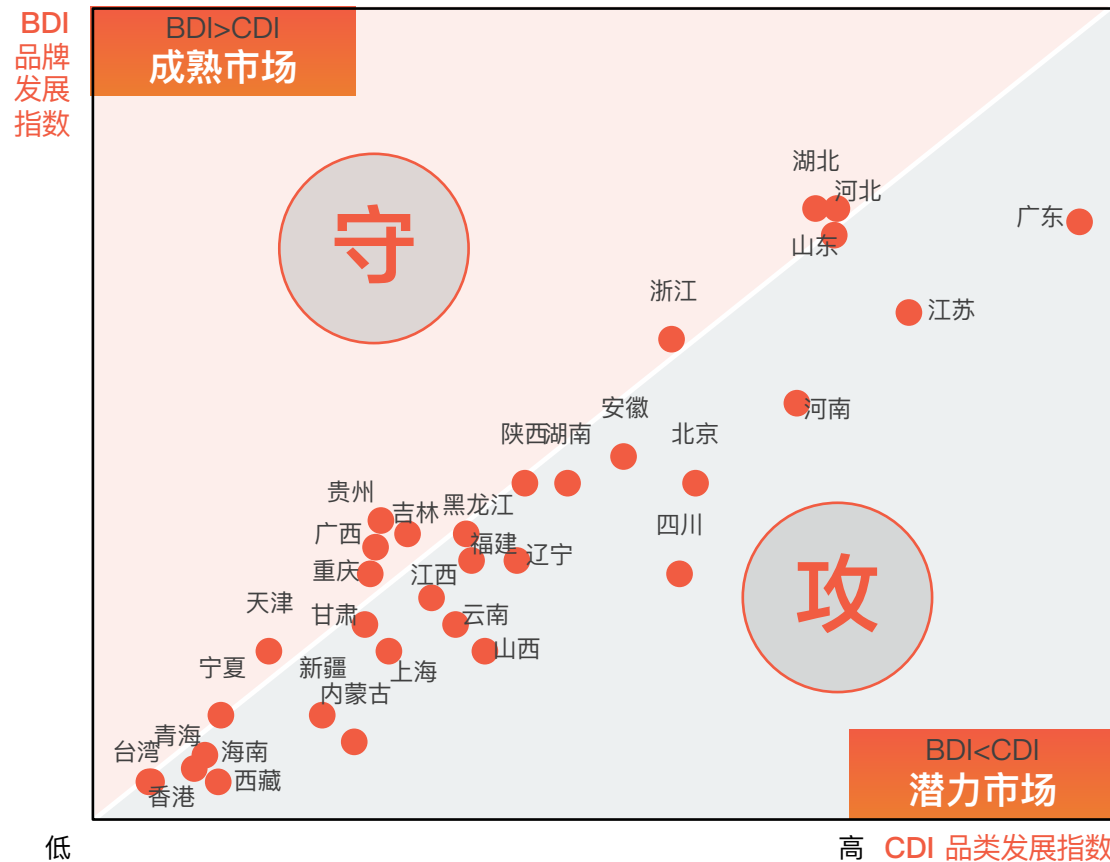 BDI
品牌
发展
指数
BDI>CDI
成熟市场
守
湖北
河北
广东
山东
浙江
江苏
安徽
河南
陕西
湖南
北京
贵州
吉林
黑龙江
四川
广西
福建
辽宁
重庆
江西
攻
天津
甘肃
云南
山西
宁夏
新疆
上海
内蒙古
青海
台湾
海南
西藏
香港
BDI<CDI
潜力市场
低
高
CDI 品类发展指数